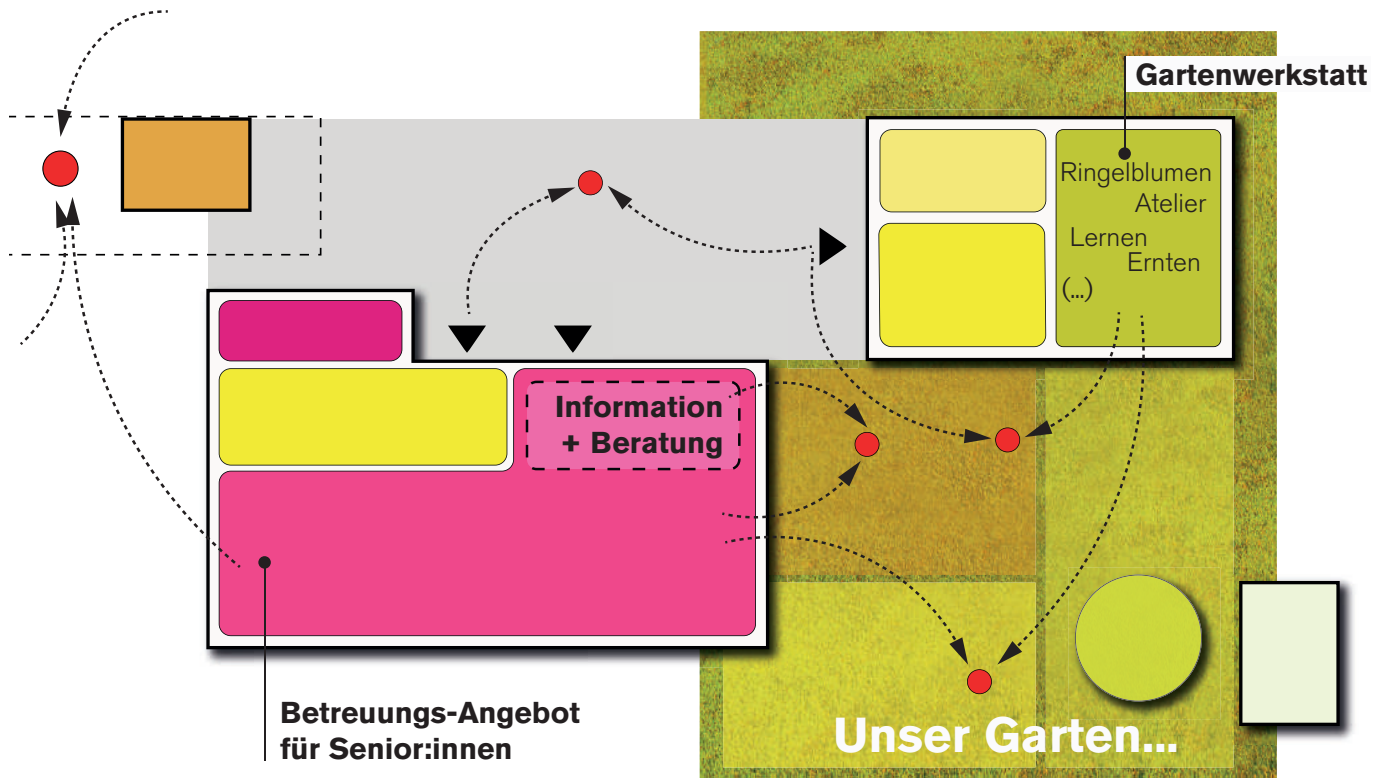 Gartenwerkstatt
Ringelblumen
Atelier
Lernen
Ernten
(...)
Information
+ Beratung
Betreuungs-Angebot
für Senior:innen
Unser Garten...